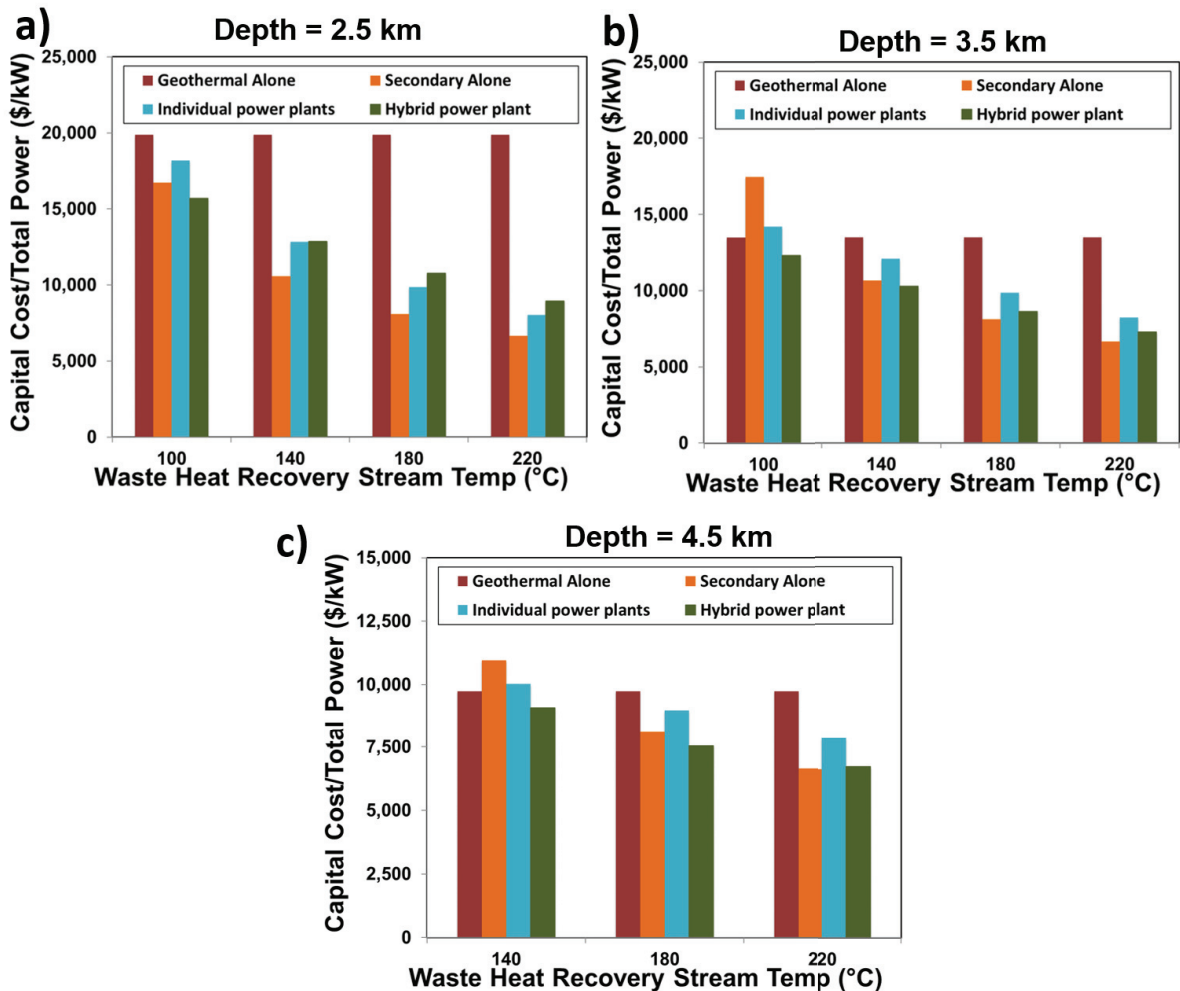 a)
Depth = 2.5 km
Capital Cost/Total Power ($/kW)
25,000
20,000
15,000
10,000
5,000
0
Geothermal Alone
Secondary Alone
Individual power plants
Hybrid power plant
100
140
180
220
Waste Heat Recovery Stream Temp (°C)
b)
Depth = 3.5 km
Capital Cost/Total Power ($/kW)
25,000
20,000
15,000
10,000
5,000
0
Geothermal Alone
Secondary Alone
Individual power plants
Hybrid power plant
100
140
180
220
Waste Heat Recovery Stream Temp (°C)
c)
Depth = 4.5 km
Capital Cost/Total Power ($/kW)
15,000
12,500
10,000
7,500
5,000
2,500
0
Geothermal Alone
Secondary Alone
Individual power plants
Hybrid power plant
140
180
220
Waste Heat Recovery Stream Temp (°C)